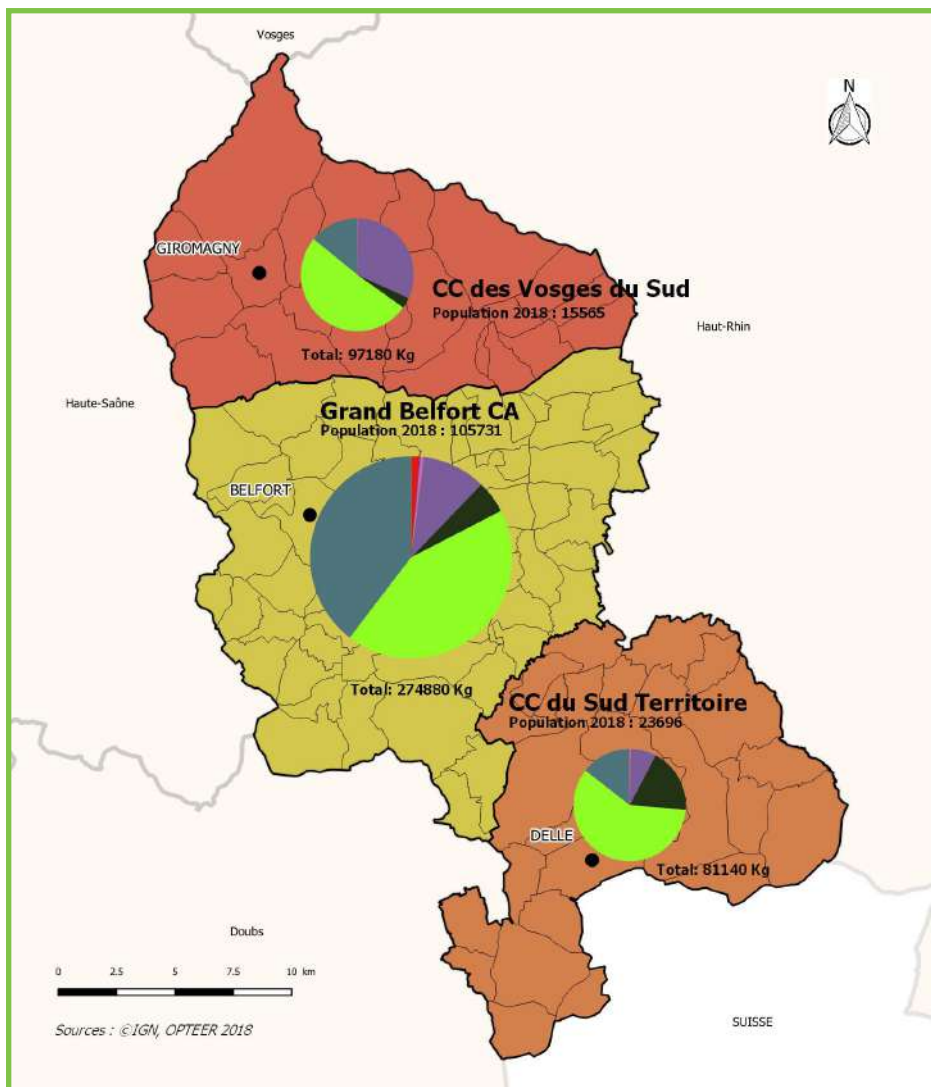 Vosges
N
GIROMAGNY
CC des Vosges du Sud
Population 2018 : 15565
Haut-Rhin
Total: 97180 Kg
Haute-Saône
Grand Belfort CA
Population 2018 : 105731
BELFORT
Total: 274880 Kg
CC du Sud Territoire
Population 2018 : 23696
DELLE
Total: 81140 Kg
Doubs
0 2.5 5 7.5 10 km
SUISSE
Sources : ©IGN, OPTEER 2018